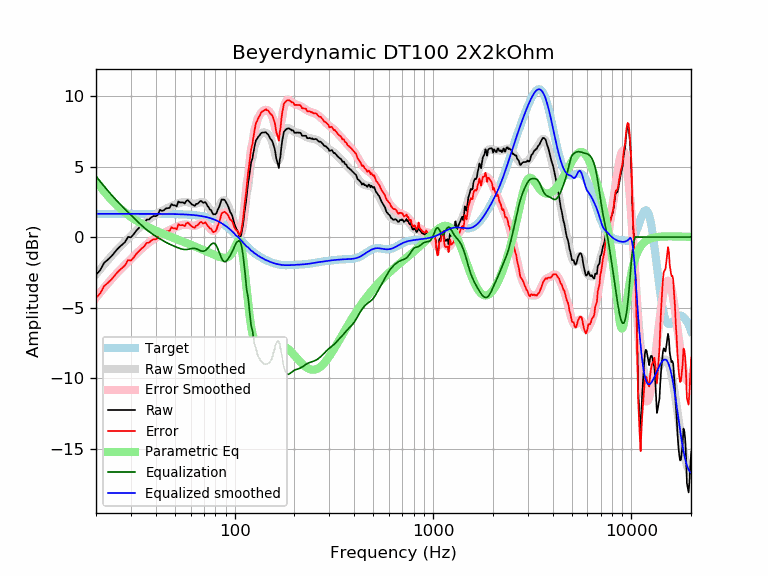 Beyerdynamic DT100 2X2kOhm
10
5
0
−5
−10
−15
Amplitude (dBr)
Target
Raw Smoothed
Error Smoothed
Raw
Error
Parametric Eq
Equalization
Equalized smoothed
100
1000
10000
Frequency (Hz)